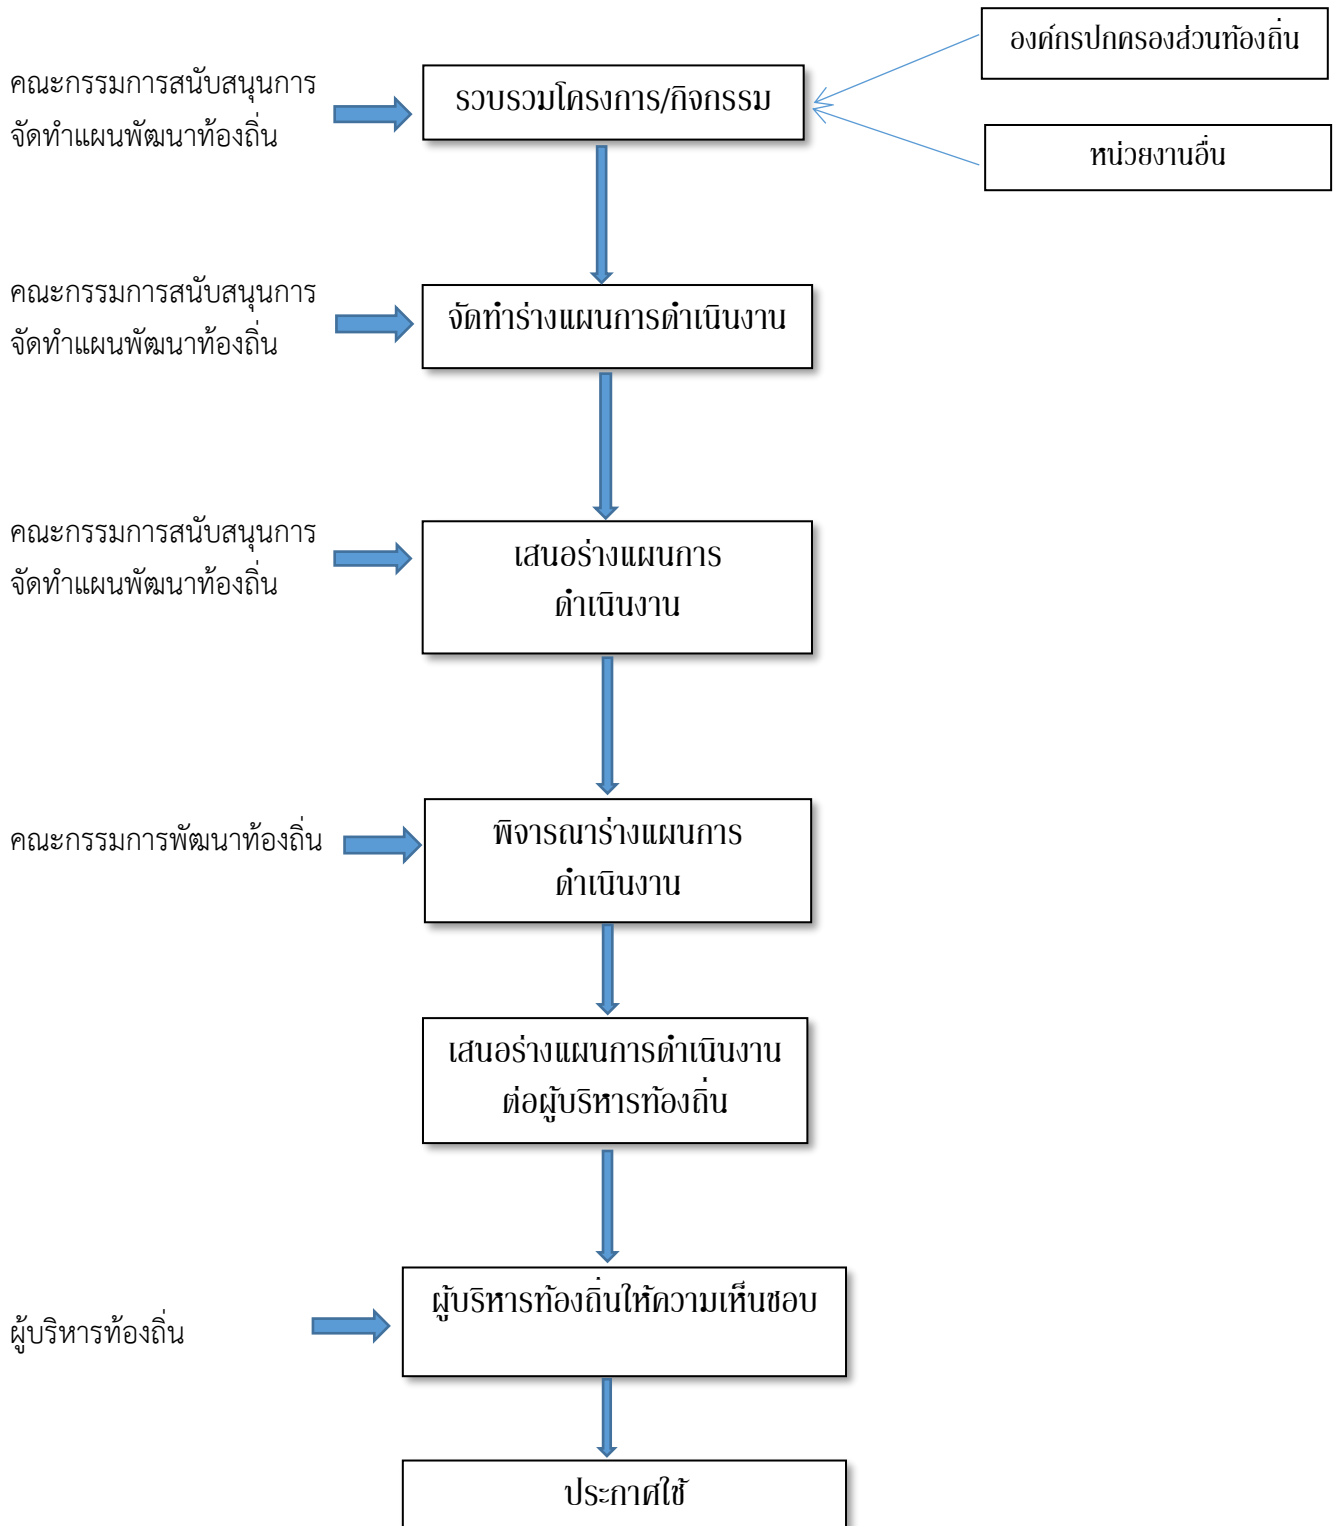 องค์กรปกครองส่วนท้องถิ่น
คณะกรรมการสนับสนุนการ
จัดทำแผนพัฒนาท้องถิ่น
รวบรวมโครงการ/กิจกรรม
หน่วยงานอื่น
คณะกรรมการสนับสนุนการ
จัดทำแผนพัฒนาท้องถิ่น
จัดทำร่างแผนการดำเนินงาน
คณะกรรมการสนับสนุนการ
จัดทำแผนพัฒนาท้องถิ่น
เสนอร่างแผนการ
ดำเนินงาน
คณะกรรมการพัฒนาท้องถิ่น
พิจารณาร่างแผนการ
ดำเนินงาน
เสนอร่างแผนการดำเนินงาน
ต่อผู้บริหารท้องถิ่น
ผู้บริหารท้องถิ่น
ผู้บริหารท้องถิ่นให้ความเห็นชอบ
ประกาศใช้